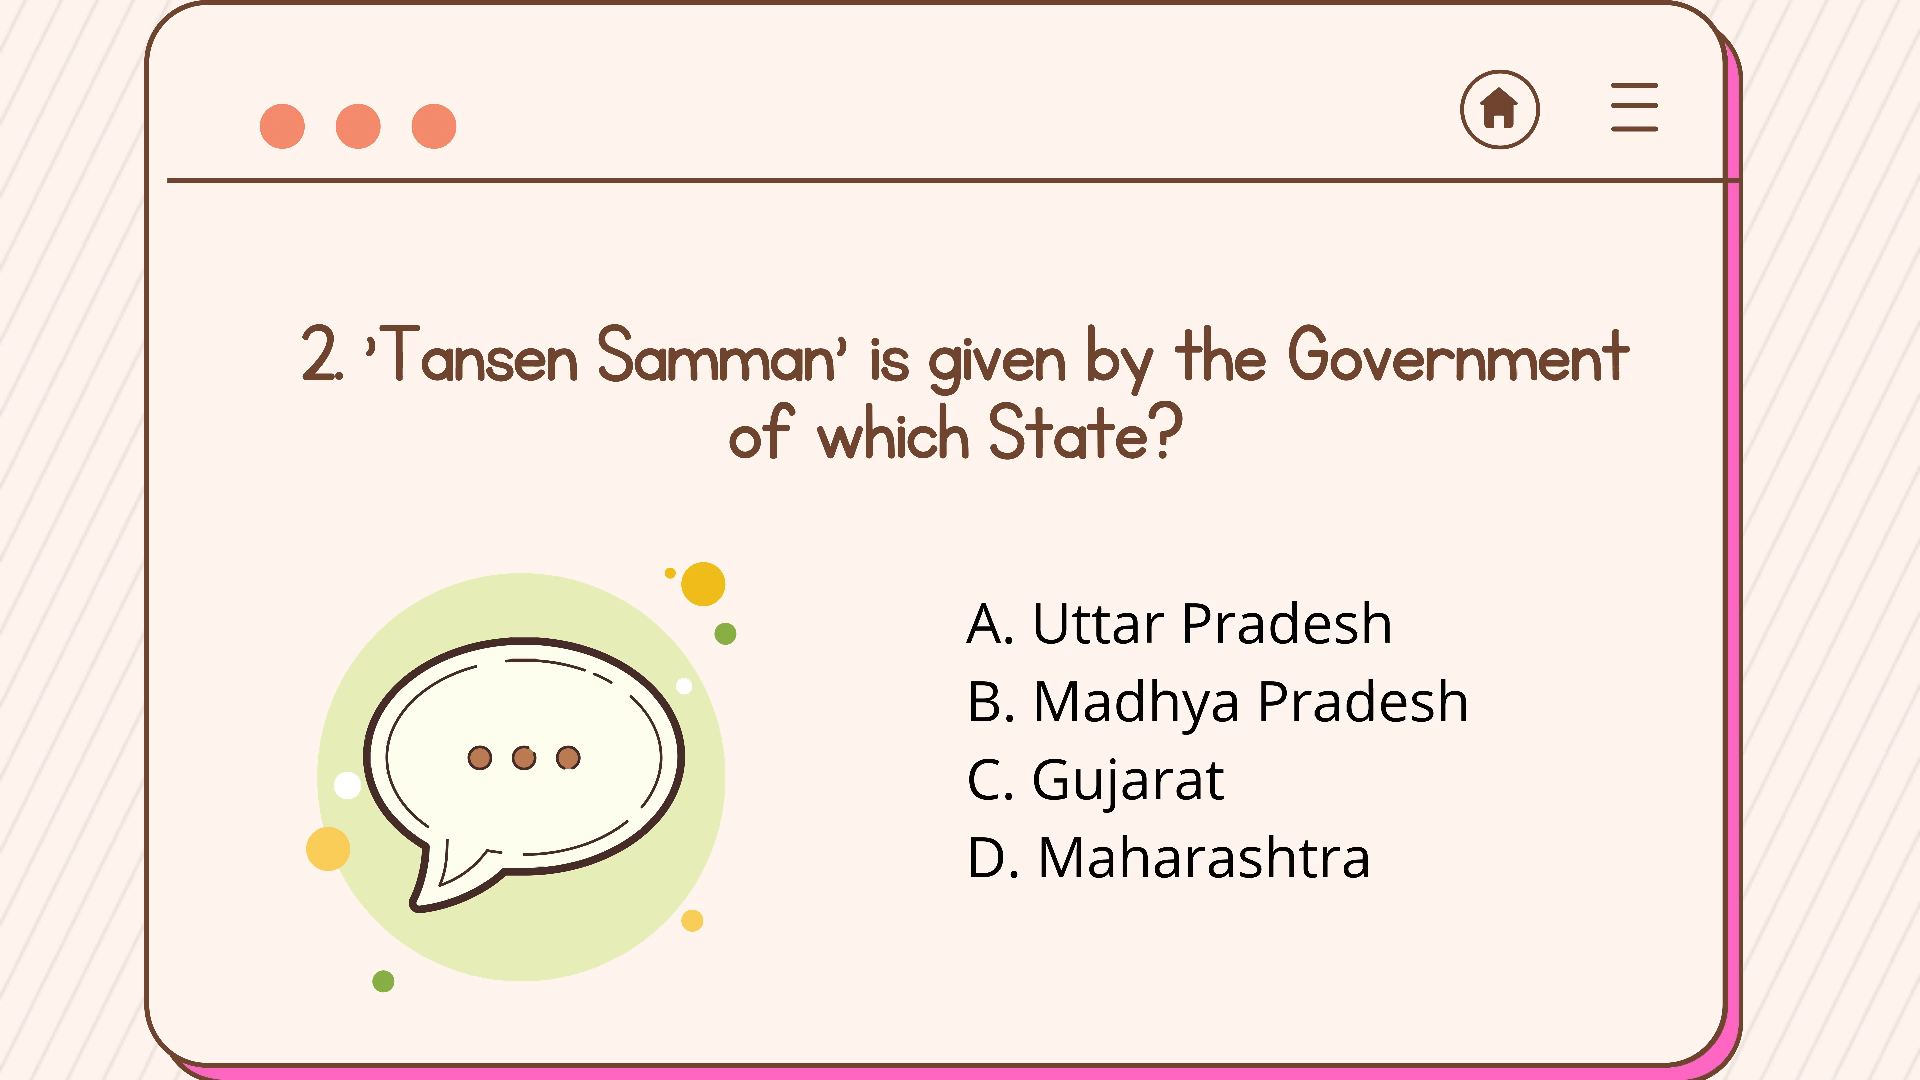 2. ’Tansen Samman’ is given by the Government
of which State?
A. Uttar Pradesh
B. Madhya Pradesh
C. Gujarat
D. Maharashtra